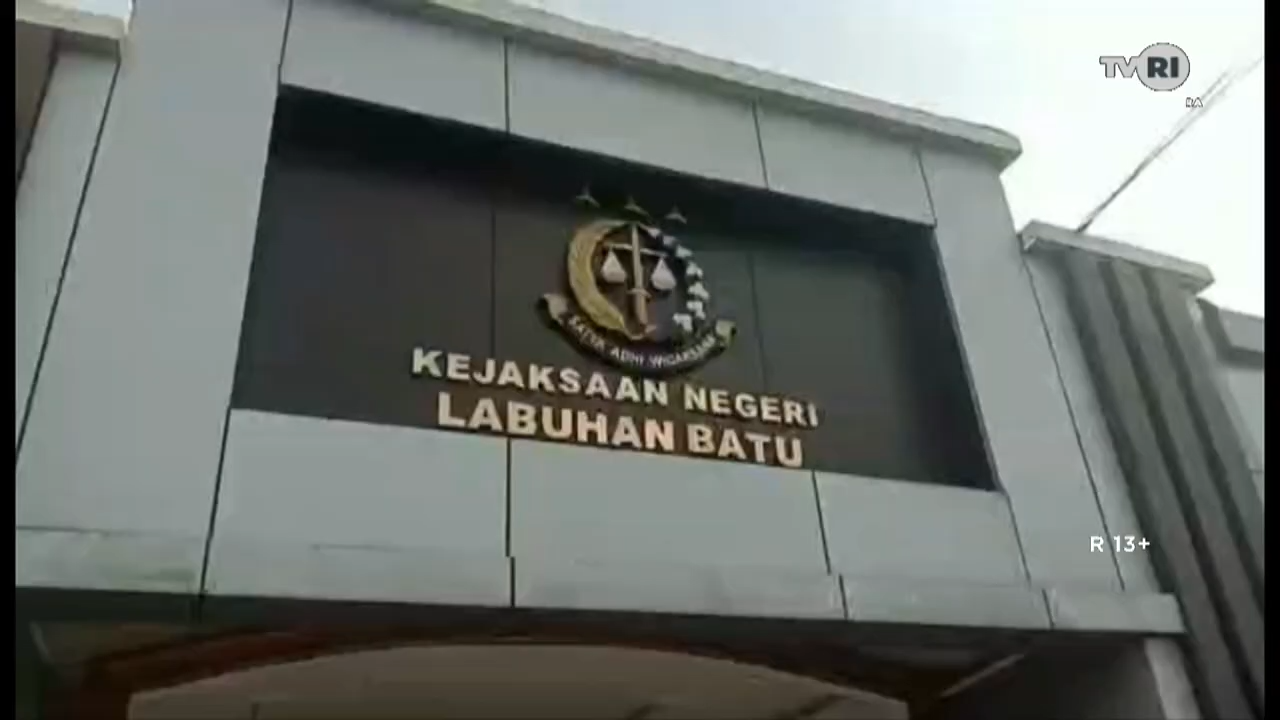 TVRI
SATYA ADHI WICAKSANA
KEJAKSAAN NEGERI
LABUHAN BATU
R 13+